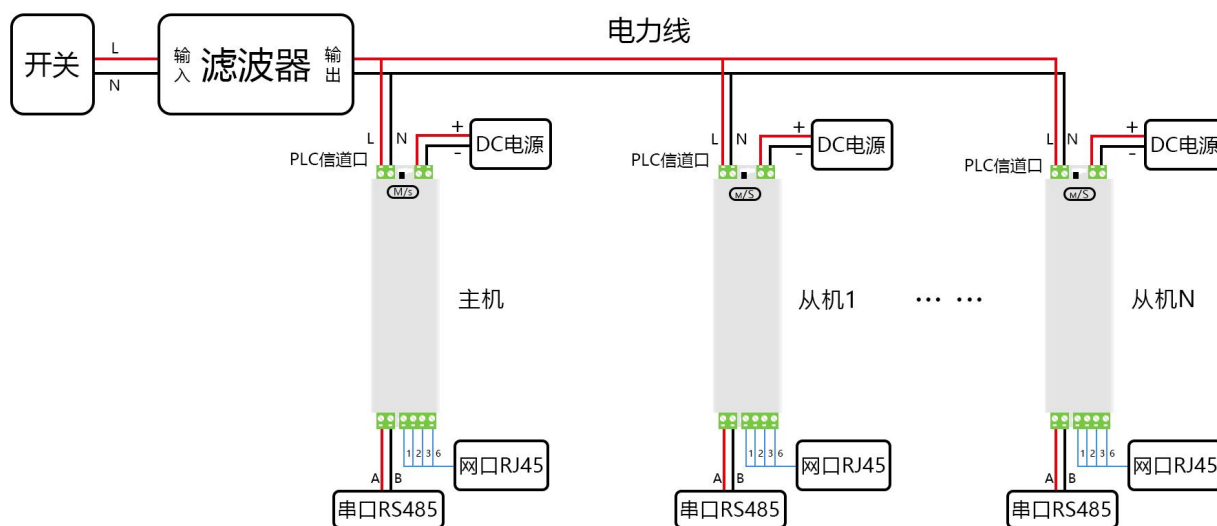 电力线
开关
L
N
输入
滤波器
输出
L
N
+
-
DC电源
PLC信道口
M/S
主机
1
2
3
6
网口RJ45
A
B
串口RS485
L
N
+
-
DC电源
PLC信道口
M/S
从机1
1
2
3
6
网口RJ45
A
B
串口RS485
... ...
L
N
+
-
DC电源
PLC信道口
M/S
从机N
1
2
3
6
网口RJ45
A
B
串口RS485